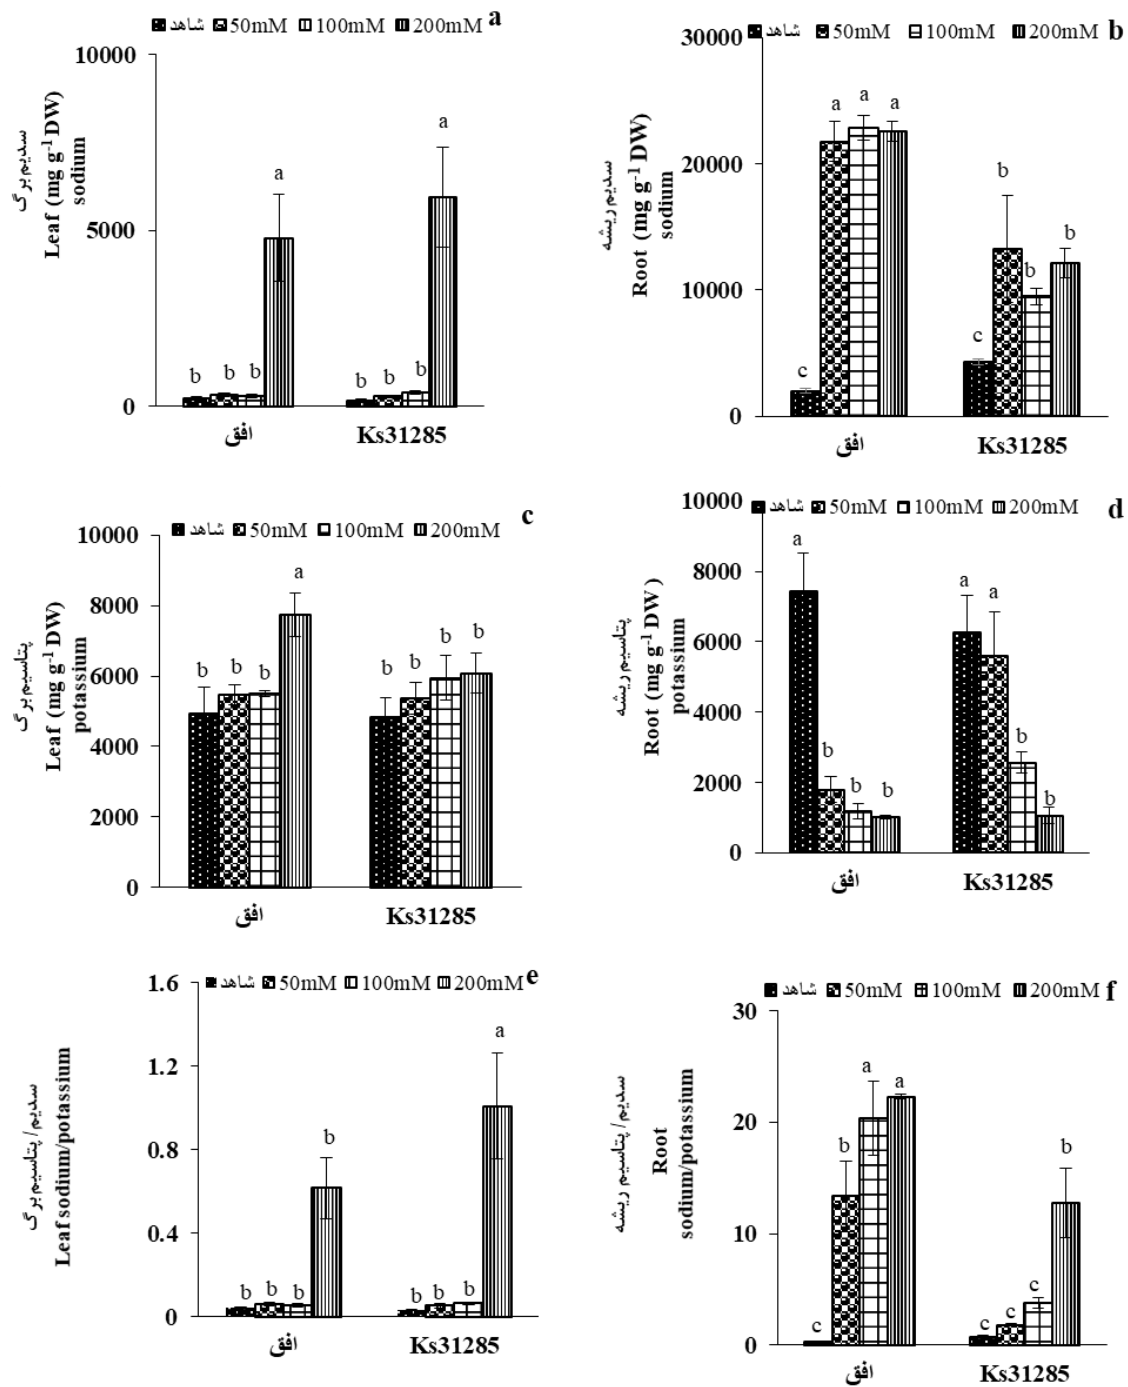 شاهد 50mM 100mM 200mM a
10000
5000
0
سدیم برگ
Leaf (mg g-1 DW)
sodium
a
a
b b b
b b b
افق Ks31285
شاهد 50mM 100mM 200mM b
30000
20000
10000
0
سدیم ریشه
Root (mg g-1 DW)
sodium
a a a
b
b
b
c
c
افق Ks31285
شاهد 50mM 100mM 200mM c
10000
8000
6000
4000
2000
0
پتاسیم برگ
Leaf (mg g-1 DW)
potassium
a
b b b
b b b b
افق Ks31285
شاهد 50mM 100mM 200mM d
10000
8000
6000
4000
2000
0
پتاسیم ریشه
Root (mg g-1 DW)
potassium
a
b b b
a a
b
b
افق Ks31285
شاهد 50mM 100mM 200mM e
1.6
1.2
0.8
0.4
0
سدیم/پتاسیم برگ
Leaf sodium/potassium
b b b b
b b b a
افق Ks31285
شاهد 50mM 100mM 200mM f
30
20
10
0
سدیم/پتاسیم ریشه
Root
sodium/potassium
c b a a
c c c b
افق Ks31285